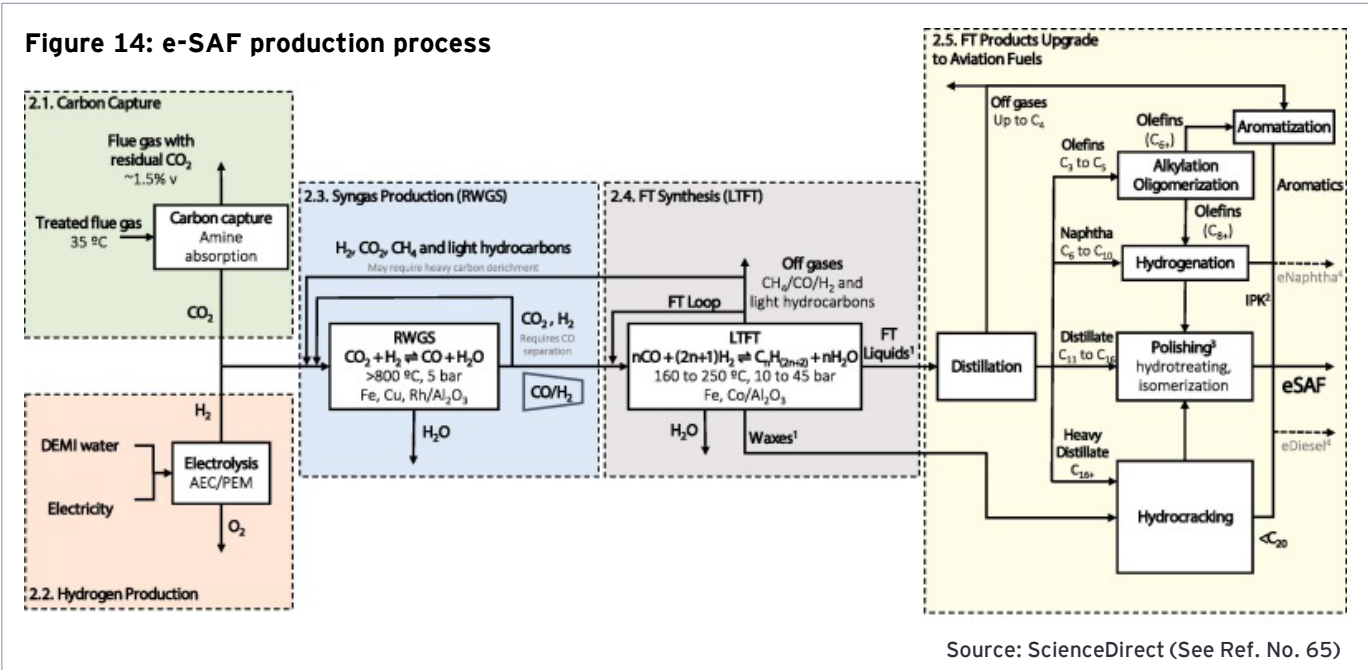 Figure 14: e-SAF production process
2.1. Carbon Capture
Flue gas with
residual CO₂
~1.5% v
Treated flue gas
35 ºC
Carbon capture
Amine
absorption
CO₂
H₂
DEMI water
Electricity
Electrolysis
AEC/PEM
O₂
2.2. Hydrogen Production
2.3. Syngas Production (RWGS)
H₂, CO₂, CH₄ and light hydrocarbons
May require heavy carbon derichment
RWGS
CO₂ + H₂ ⇌ CO + H₂O
>800 ºC, 5 bar
Fe, Cu, Rh/Al₂O₃
H₂O
CO₂ , H₂
Requires CO
separation
CO/H₂
2.4. FT Synthesis (LTFT)
Off gases
CH₄/CO/H₂ and
light hydrocarbons
FT Loop
LTFT
nCO + (2n+1)H₂ ⇌ CₙH₍₂ₙ₊₂₎ + nH₂O
160 to 250 ºC, 10 to 45 bar
Fe, Co/Al₂O₃
H₂O
Waxes¹
FT
Liquids¹
2.5. FT Products Upgrade
to Aviation Fuels
Off gases
Up to C₄
Distillation
Olefins
C₃ to C₅
Naphtha
C₆ to C₁₀
Distillate
C₁₁ to C₁₆
Heavy
Distillate
C₁₆₊
Olefins
(C₆₊)
Aromatization
Alkylation
Oligomerization
Aromatics
Olefins
(C₈₊)
Hydrogenation
eNaphtha⁴
IPK²
Polishing³
hydrotreating,
isomerization
eSAF
eDiesel⁴
Hydrocracking
<C₂₀
Source: ScienceDirect (See Ref. No. 65)